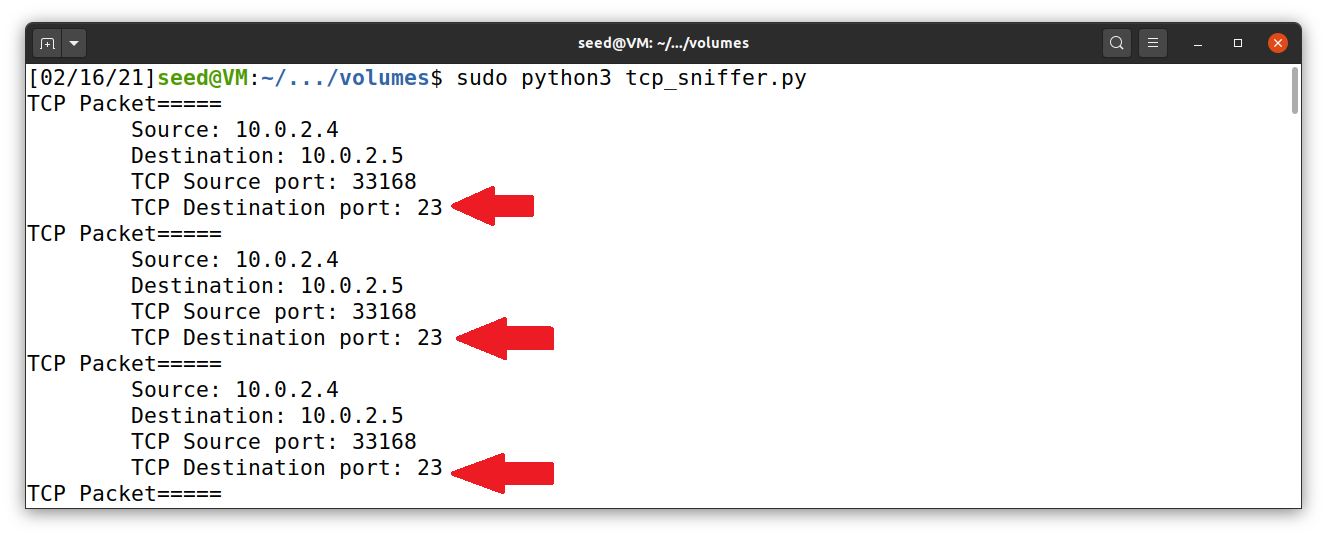 seed@VM: ~/.../volumes
[02/16/21]seed@VM:~/.../volumes$ sudo python3 tcp_sniffer.py
TCP Packet=====
Source: 10.0.2.4
Destination: 10.0.2.5
TCP Source port: 33168
TCP Destination port: 23
TCP Packet=====
Source: 10.0.2.4
Destination: 10.0.2.5
TCP Source port: 33168
TCP Destination port: 23
TCP Packet=====
Source: 10.0.2.4
Destination: 10.0.2.5
TCP Source port: 33168
TCP Destination port: 23
TCP Packet=====